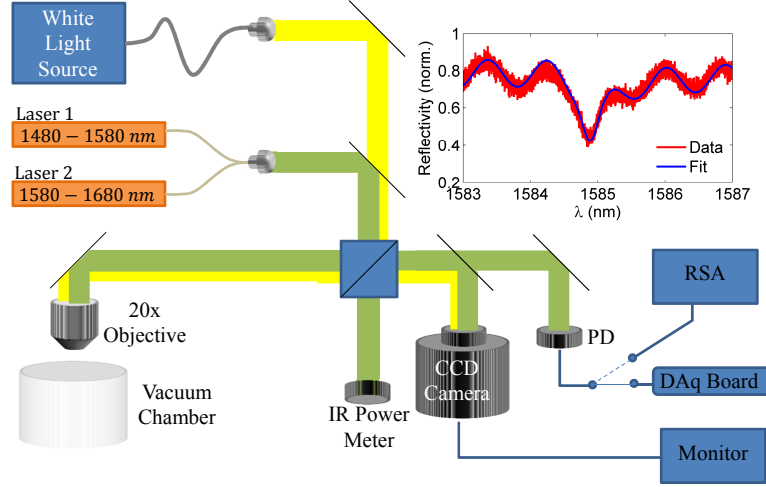 White
Light
Source
Laser 1
1480 − 1580 nm
Laser 2
1580 − 1680 nm
Reflectivity (norm.)
1
0.8
0.6
0.4
0.2
1583
1584
1585
1586
1587
λ (nm)
Data
Fit
20x
Objective
Vacuum
Chamber
IR Power
Meter
CCD
Camera
PD
RSA
DAq Board
Monitor